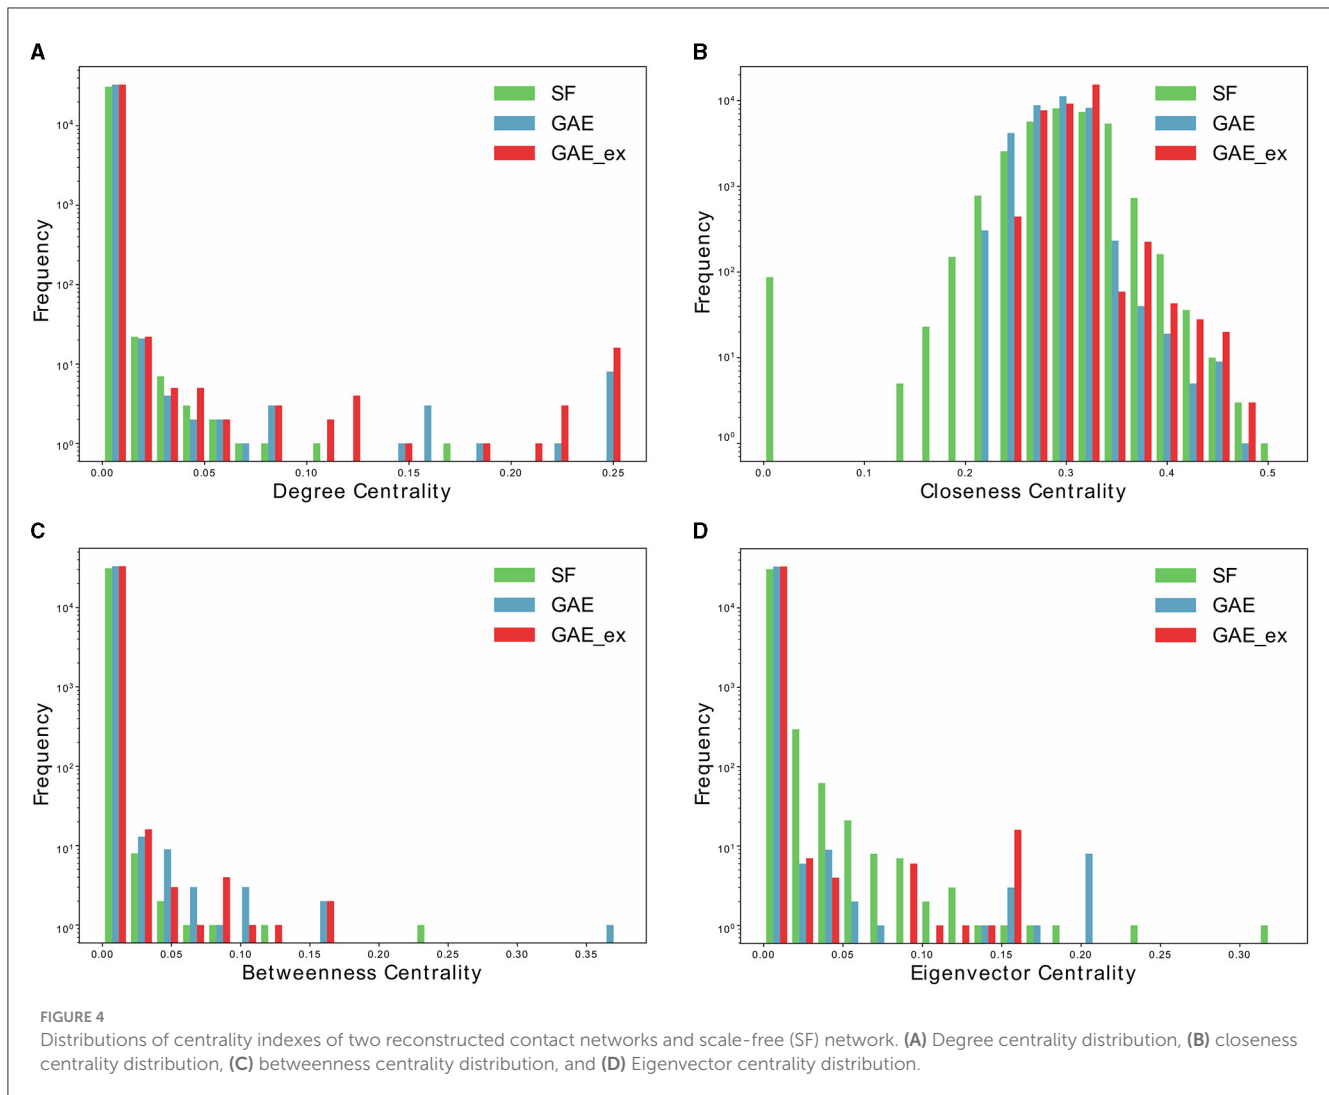 A
SF
GAE
GAE_ex
Frequency
10⁴
10³
10²
10¹
10⁰
0.00 0.05 0.10 0.15 0.20 0.25
Degree Centrality
B
SF
GAE
GAE_ex
Frequency
10⁴
10³
10²
10¹
10⁰
0.0 0.1 0.2 0.3 0.4 0.5
Closeness Centrality
C
SF
GAE
GAE_ex
Frequency
10⁴
10³
10²
10¹
10⁰
0.00 0.05 0.10 0.15 0.20 0.25 0.30 0.35
Betweenness Centrality
D
SF
GAE
GAE_ex
Frequency
10⁴
10³
10²
10¹
10⁰
0.00 0.05 0.10 0.15 0.20 0.25 0.30
Eigenvector Centrality
FIGURE 4
Distributions of centrality indexes of two reconstructed contact networks and scale-free (SF) network. (A) Degree centrality distribution, (B) closeness
centrality distribution, (C) betweenness centrality distribution, and (D) Eigenvector centrality distribution.